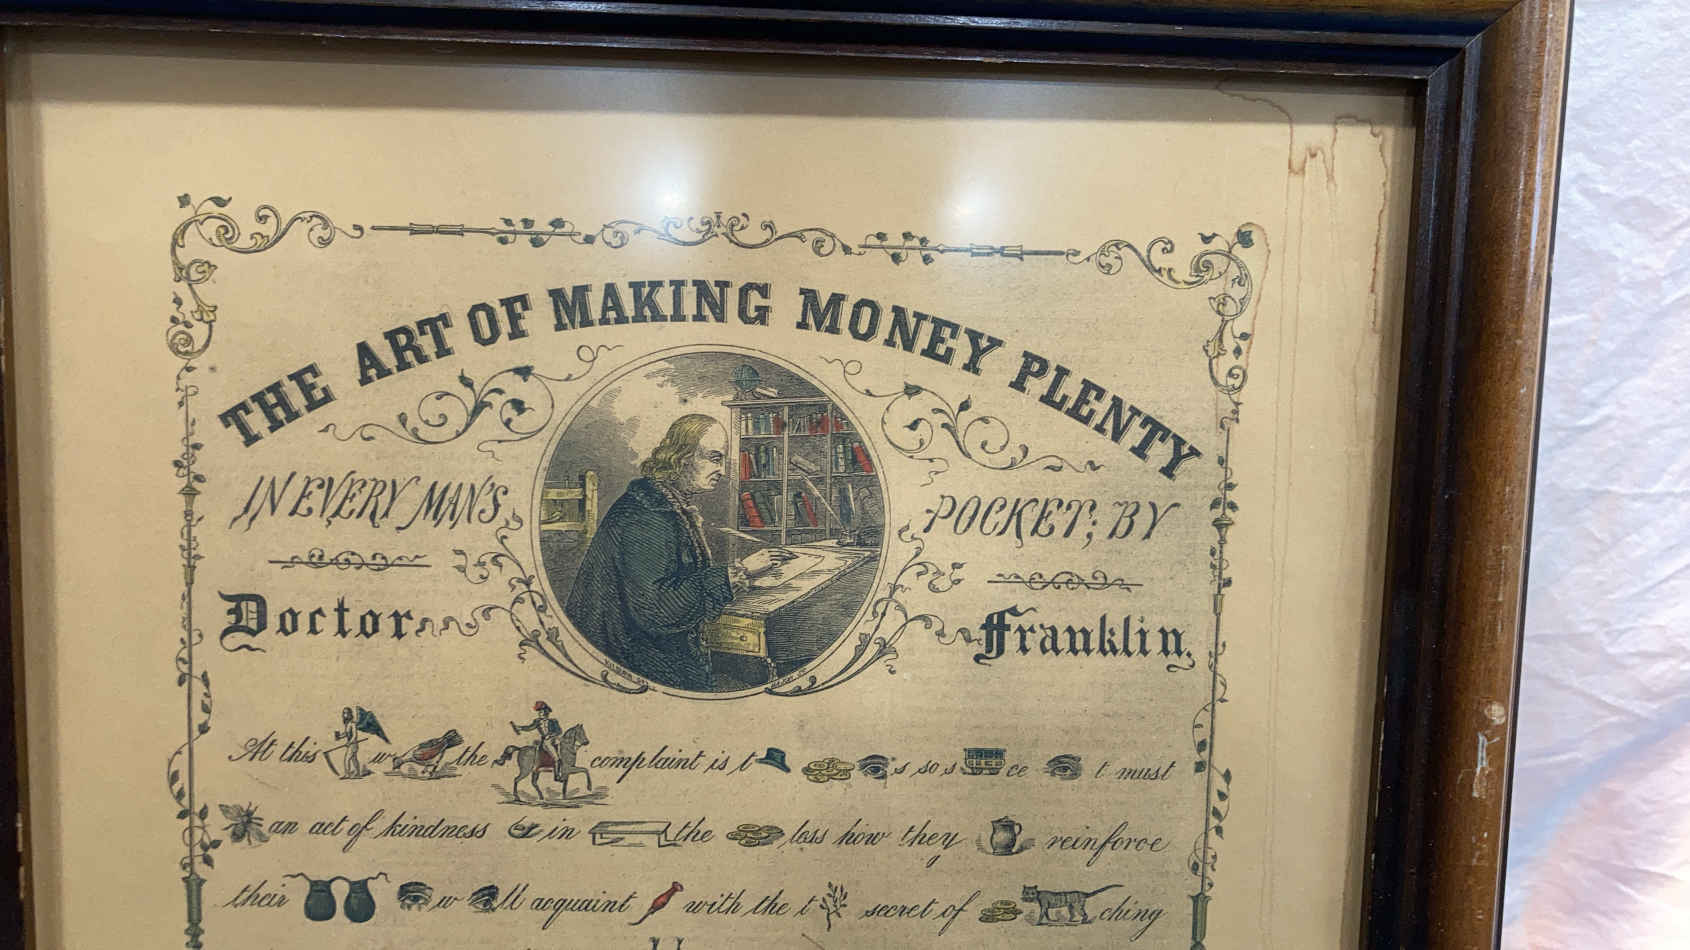 THE ART OF MAKING MONEY PLENTY
IN EVERY MAN'S POCKET; BY
Doctor Franklin.
At this w the complaint is t s so s ce t must
an act of kindness in the less how they reinforce
their w ll acquaint with the t secret of ching